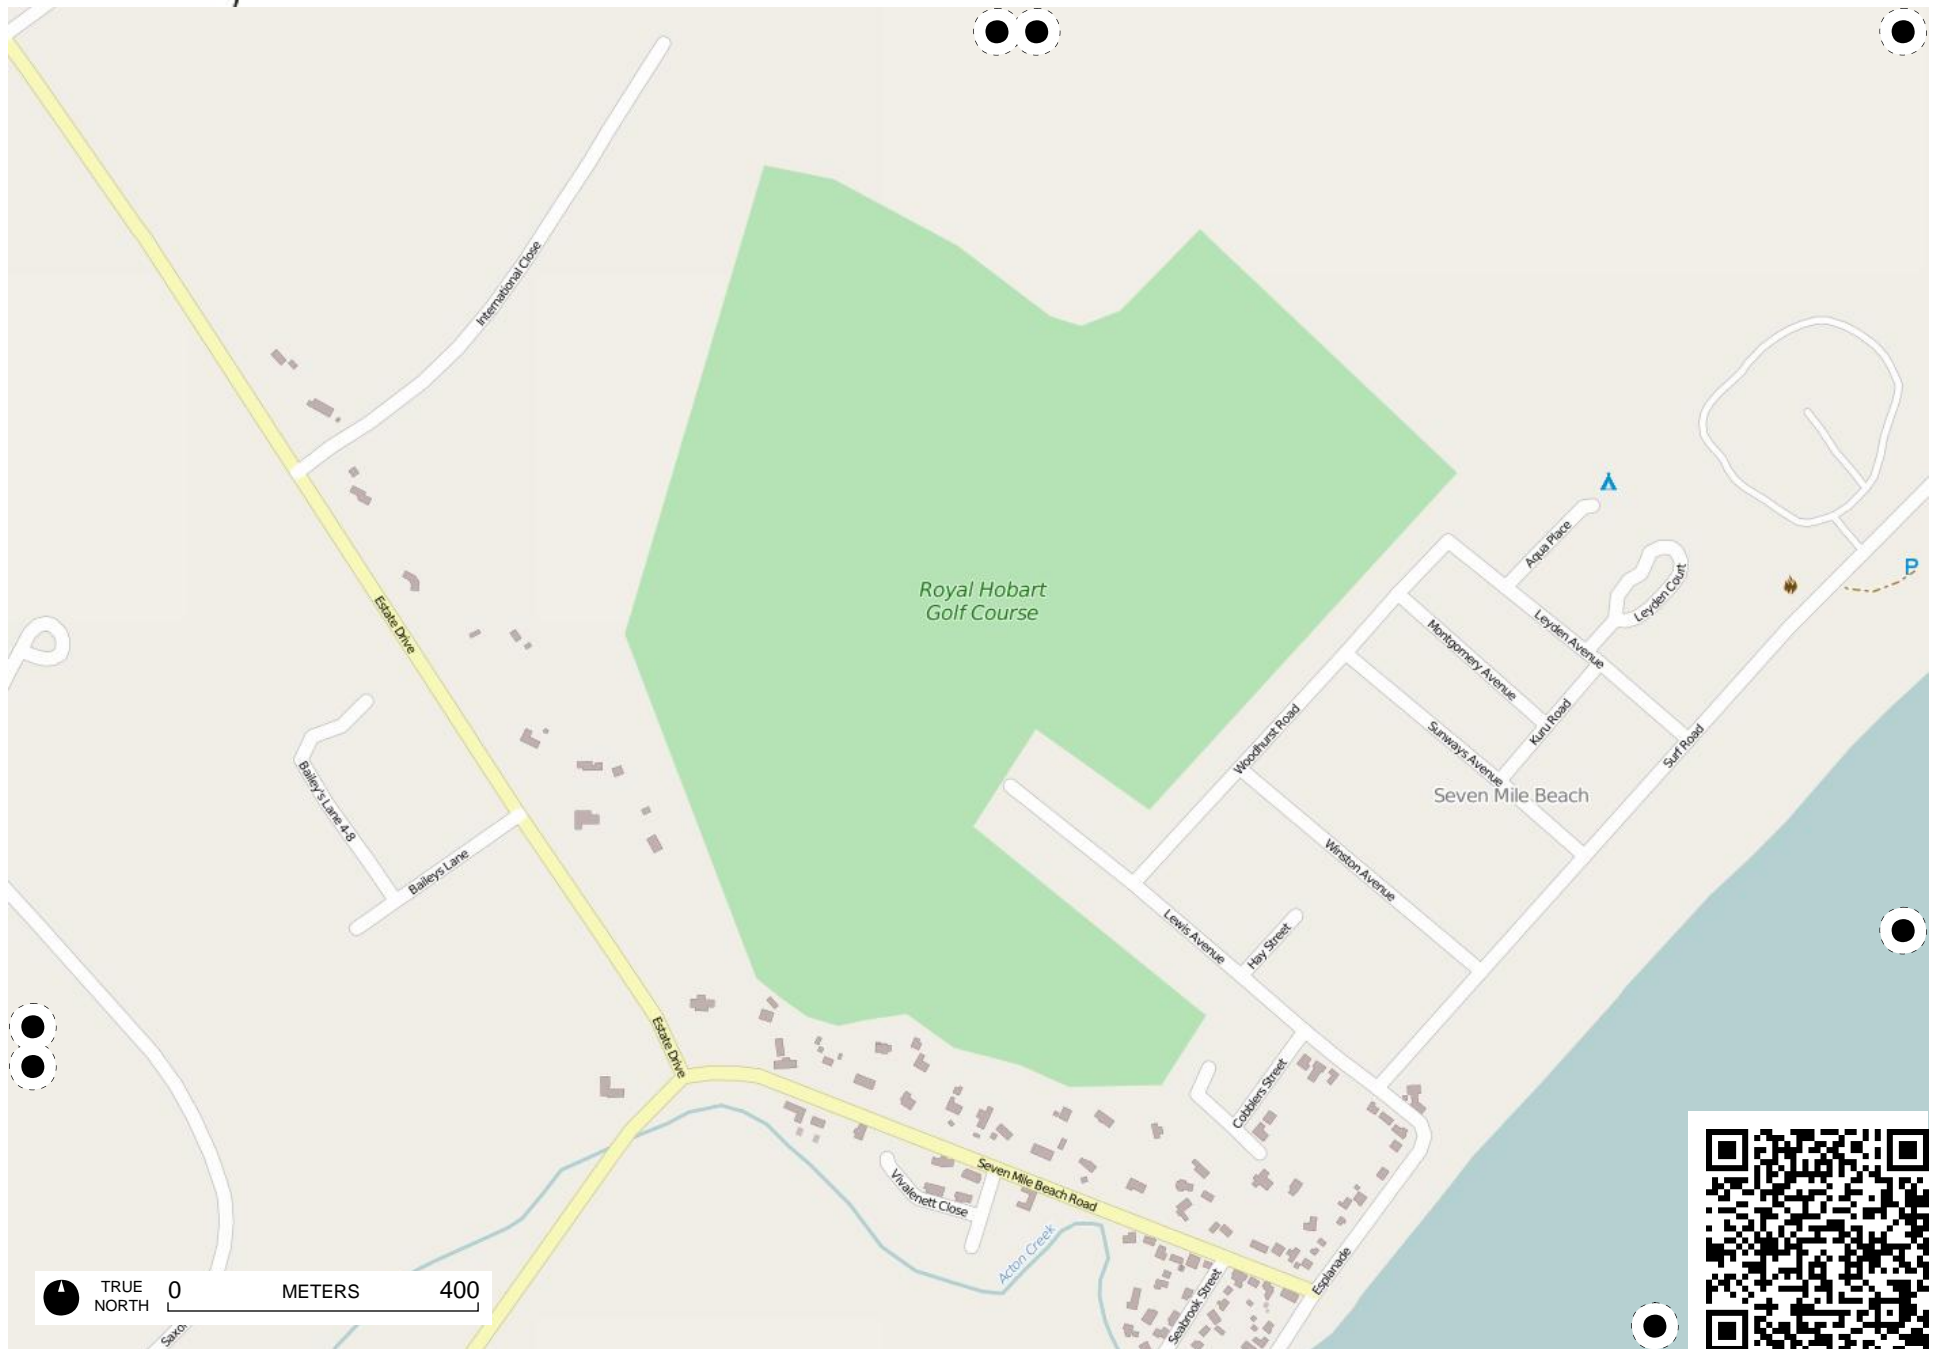 International Close
Estate Drive
Royal Hobart
Golf Course
Aqua Place
P
Leyden Court
Leyden Avenue
Montgomery Avenue
Kuru Road
Sunways Avenue
Surf Road
Woodhurst Road
Seven Mile Beach
Bailey's Lane 4-8
Baileys Lane
Winston Avenue
Lewis Avenue
Hay Street
Estate Drive
Cobblers Street
Seven Mile Beach Road
Vivalenett Close
Acton Creek
Esplanade
Seabrook Street
TRUE
NORTH
0 METERS 400